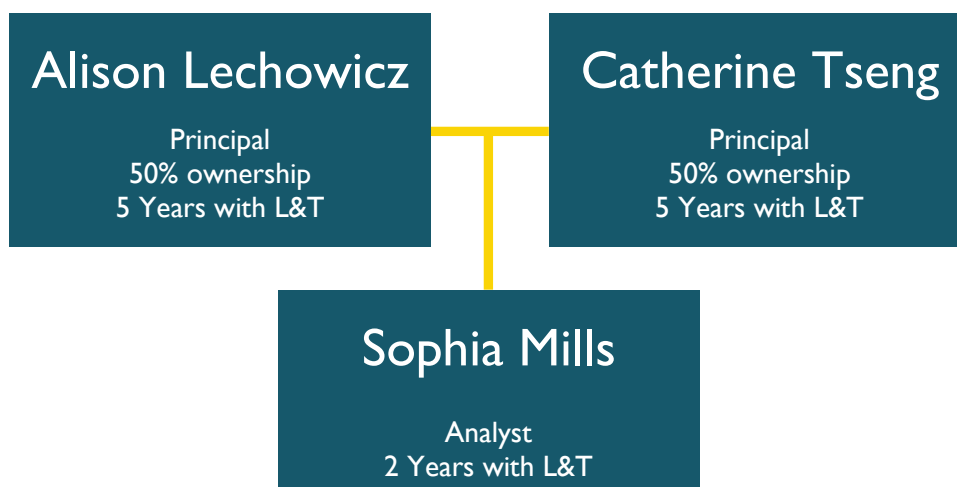 Alison Lechowicz
Principal
50% ownership
5 Years with L&T
Catherine Tseng
Principal
50% ownership
5 Years with L&T
Sophia Mills
Analyst
2 Years with L&T